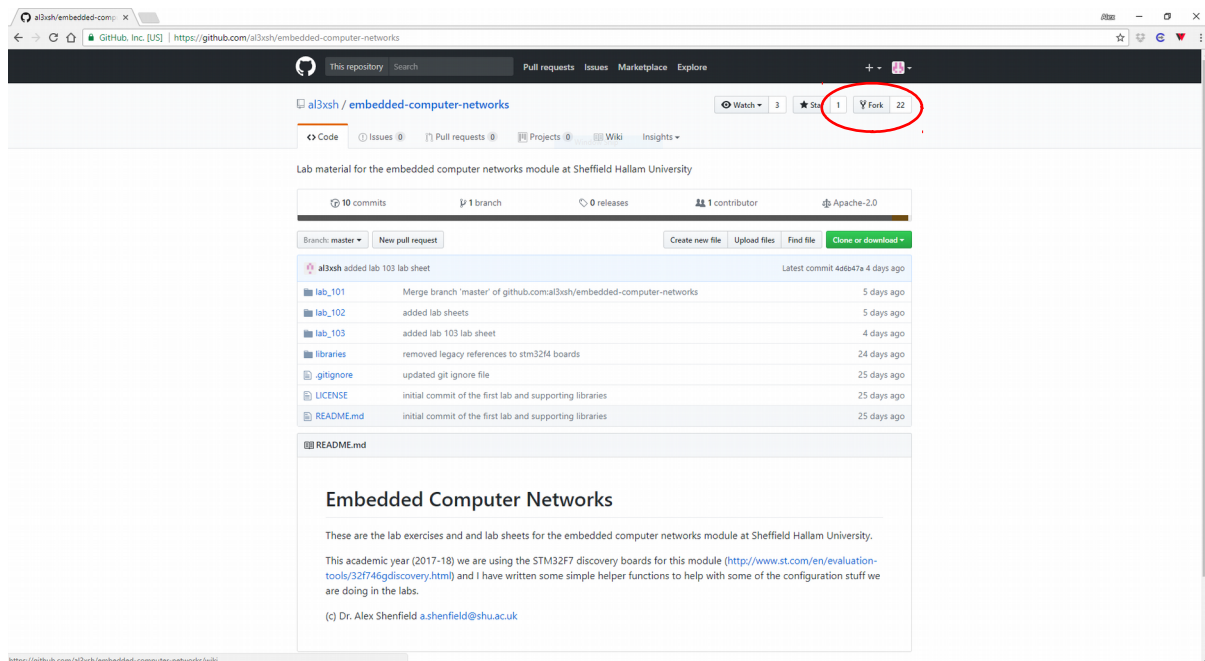 al3xsh/embedded-comp
Alex
GitHub, Inc. [US] | https://github.com/al3xsh/embedded-computer-networks
This repository Search Pull requests Issues Marketplace Explore
al3xsh / embedded-computer-networks
Watch 3 Sta 1 Fork 22
Code Issues 0 Pull requests 0 Projects 0 Wiki Insights
Lab material for the embedded computer networks module at Sheffield Hallam University
10 commits 1 branch 0 releases 1 contributor Apache-2.0
Branch: master New pull request Create new file Upload files Find file Clone or download
al3xsh added lab 103 lab sheet Latest commit 4d6b47a 4 days ago
lab_101 Merge branch 'master' of github.com:al3xsh/embedded-computer-networks 5 days ago
lab_102 added lab sheets 5 days ago
lab_103 added lab 103 lab sheet 4 days ago
libraries removed legacy references to stm32f4 boards 24 days ago
.gitignore updated git ignore file 25 days ago
LICENSE initial commit of the first lab and supporting libraries 25 days ago
README.md initial commit of the first lab and supporting libraries 25 days ago
README.md
Embedded Computer Networks
These are the lab exercises and and lab sheets for the embedded computer networks module at Sheffield Hallam University.
This academic year (2017-18) we are using the STM32F7 discovery boards for this module (http://www.st.com/en/evaluation-
tools/32f746gdiscovery.html) and I have written some simple helper functions to help with some of the configuration stuff we
are doing in the labs.
(c) Dr. Alex Shenfield a.shenfield@shu.ac.uk
https://github.com/al3xsh/embedded-computer-networks/wiki